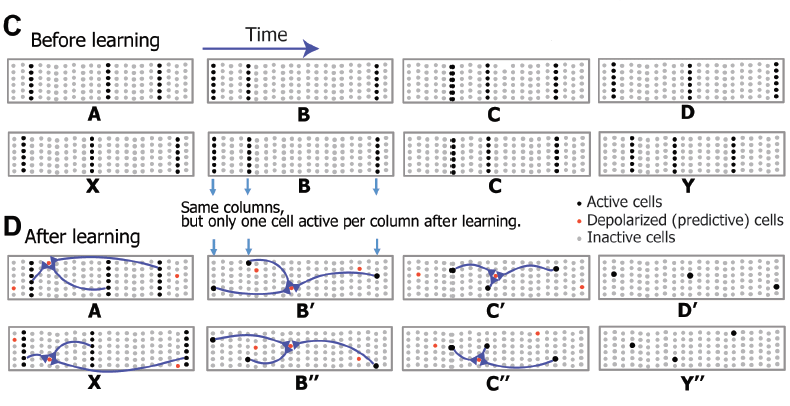 C
Before learning
Time
A
B
C
D
X
B
C
Y
Same columns,
but only one cell active per column after learning.
Active cells
Depolarized (predictive) cells
Inactive cells
D
After learning
A
B′
C′
D′
X
B′′
C′′
Y′′